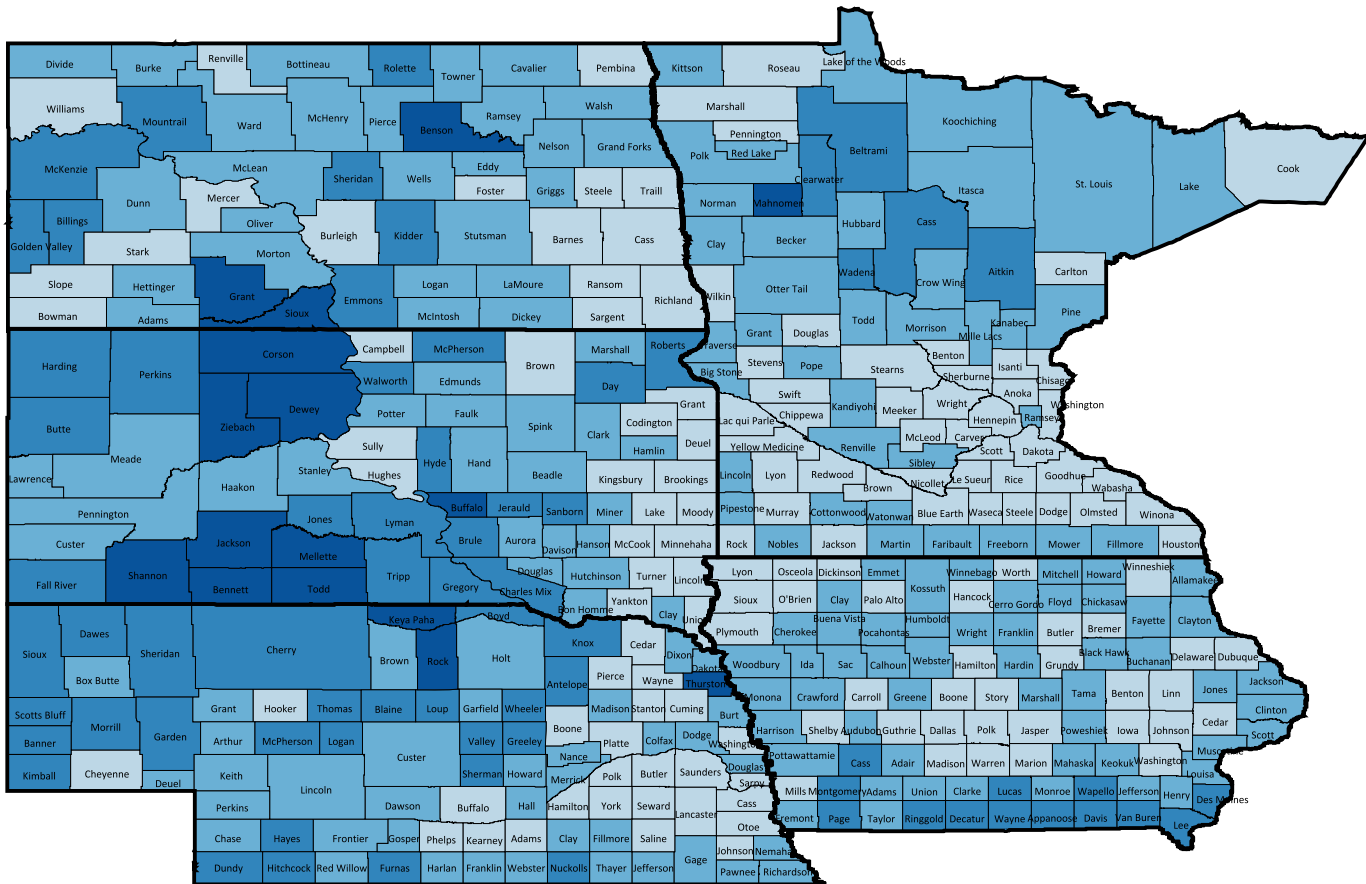 Divide
Burke
Renville
Bottineau
Rolette
Towner
Cavalier
Pembina
Williams
Mountrail
Ward
McHenry
Pierce
Benson
Ramsey
Walsh
McKenzie
McLean
Sheridan
Wells
Eddy
Nelson
Grand Forks
Foster
Griggs
Steele
Traill
Dunn
Mercer
Oliver
Billings
Golden Valley
Stark
Morton
Burleigh
Kidder
Stutsman
Barnes
Cass
Slope
Hettinger
Grant
Sioux
Emmons
Logan
LaMoure
Ransom
Richland
Bowman
Adams
McIntosh
Dickey
Sargent
Kittson
Roseau
Lake of the Woods
Marshall
Pennington
Polk
Red Lake
Beltrami
Clearwater
Koochiching
Itasca
St. Louis
Lake
Cook
Norman
Mahnomen
Hubbard
Cass
Clay
Becker
Wadena
Crow Wing
Aitkin
Carlton
Wilkin
Otter Tail
Todd
Morrison
Mille Lacs
Kanabec
Pine
Grant
Douglas
Traverse
Stevens
Pope
Stearns
Benton
Sherburne
Isanti
Chisago
Big Stone
Swift
Kandiyohi
Meeker
Wright
Anoka
Washington
Hennepin
Ramsey
Lac qui Parle
Chippewa
McLeod
Carver
Scott
Dakota
Yellow Medicine
Renville
Sibley
Lincoln
Lyon
Redwood
Brown
Nicollet
Le Sueur
Rice
Goodhue
Wabasha
Pipestone
Murray
Cottonwood
Watonwan
Blue Earth
Waseca
Steele
Dodge
Olmsted
Winona
Rock
Nobles
Jackson
Martin
Faribault
Freeborn
Mower
Fillmore
Houston
Harding
Perkins
Corson
Campbell
McPherson
Brown
Marshall
Roberts
Walworth
Edmunds
Day
Butte
Ziebach
Dewey
Potter
Faulk
Spink
Grant
Codington
Clark
Hamlin
Deuel
Meade
Sully
Hughes
Hyde
Hand
Lawrence
Haakon
Stanley
Beadle
Kingsbury
Brookings
Pennington
Jones
Lyman
Buffalo
Jerauld
Sanborn
Miner
Lake
Moody
Custer
Jackson
Mellette
Brule
Aurora
Davison
Hanson
McCook
Minnehaha
Fall River
Shannon
Bennett
Todd
Tripp
Gregory
Douglas
Charles Mix
Hutchinson
Turner
Lincoln
Bon Homme
Yankton
Clay
Union
Sioux
Dawes
Sheridan
Cherry
Keya Paha
Boyd
Brown
Rock
Holt
Knox
Cedar
Dixon
Dakota
Box Butte
Antelope
Pierce
Wayne
Thurston
Scotts Bluff
Morrill
Garden
Grant
Hooker
Thomas
Blaine
Loup
Garfield
Wheeler
Madison
Stanton
Cuming
Burt
Banner
Arthur
McPherson
Logan
Custer
Valley
Greeley
Boone
Platte
Colfax
Dodge
Washington
Nance
Kimball
Cheyenne
Deuel
Keith
Lincoln
Sherman
Howard
Merrick
Polk
Butler
Saunders
Douglas
Sarpy
Perkins
Dawson
Buffalo
Hall
Hamilton
York
Seward
Lancaster
Cass
Otoe
Chase
Hayes
Frontier
Gosper
Phelps
Kearney
Adams
Clay
Fillmore
Saline
Johnson
Nemaha
Dundy
Hitchcock
Red Willow
Furnas
Harlan
Franklin
Webster
Nuckolls
Thayer
Jefferson
Gage
Pawnee
Richardson
Lyon
Osceola
Dickinson
Emmet
Kossuth
Winnebago
Worth
Mitchell
Howard
Winneshiek
Allamakee
Sioux
O'Brien
Clay
Palo Alto
Hancock
Cerro Gordo
Floyd
Chickasaw
Plymouth
Cherokee
Buena Vista
Pocahontas
Humboldt
Wright
Franklin
Butler
Bremer
Fayette
Clayton
Woodbury
Ida
Sac
Calhoun
Webster
Hamilton
Hardin
Grundy
Black Hawk
Buchanan
Delaware
Dubuque
Monona
Crawford
Carroll
Greene
Boone
Story
Marshall
Tama
Benton
Linn
Jones
Jackson
Harrison
Shelby
Audubon
Guthrie
Dallas
Polk
Jasper
Poweshiek
Iowa
Johnson
Cedar
Clinton
Scott
Pottawattamie
Cass
Adair
Madison
Warren
Marion
Mahaska
Keokuk
Washington
Muscatine
Louisa
Mills
Montgomery
Adams
Union
Clarke
Lucas
Monroe
Wapello
Jefferson
Henry
Des Moines
Fremont
Page
Taylor
Ringgold
Decatur
Wayne
Appanoose
Davis
Van Buren
Lee